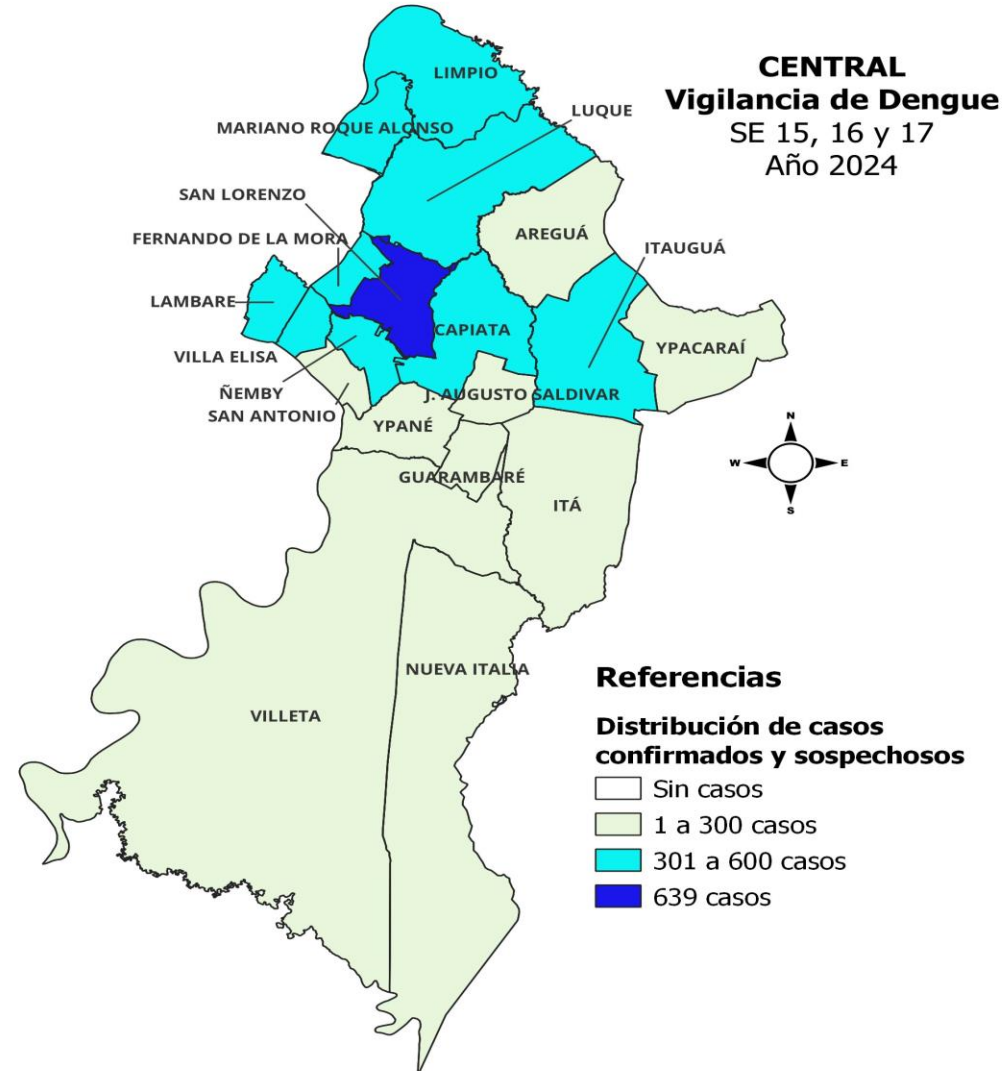 CENTRAL
Vigilancia de Dengue
SE 15, 16 y 17
Año 2024
LIMPIO
LUQUE
MARIANO ROQUE ALONSO
SAN LORENZO
AREGUÁ
FERNANDO DE LA MORA
ITAUGUÁ
LAMBARE
CAPIATA
YPACARAÍ
VILLA ELISA
ÑEMBY
J. AUGUSTO SALDIVAR
SAN ANTONIO
YPANÉ
GUARAMBARÉ
ITÁ
N
W
E
S
NUEVA ITALIA
VILLETA
Referencias
Distribución de casos
confirmados y sospechosos
Sin casos
1 a 300 casos
301 a 600 casos
639 casos